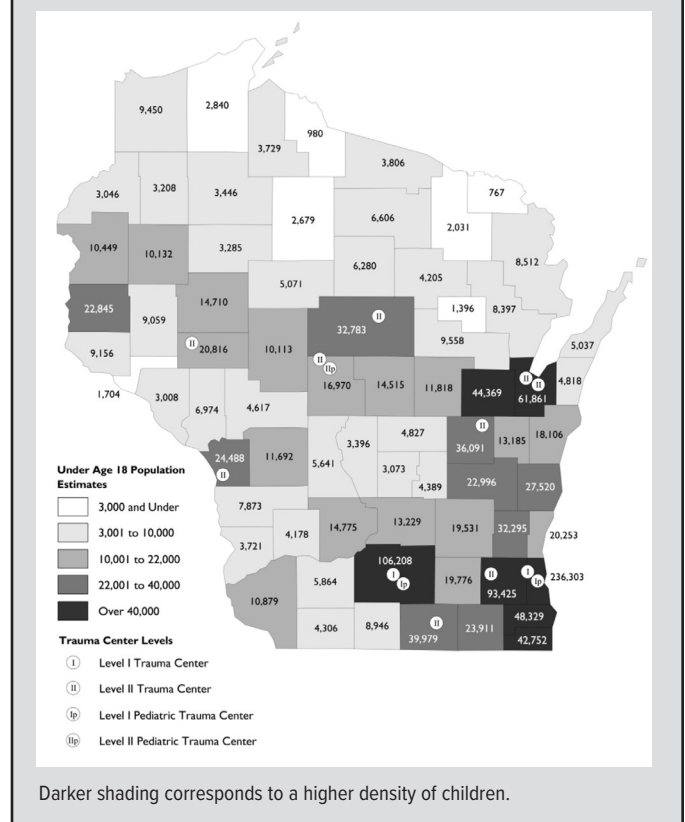 9,450
2,840
980
3,729
3,806
3,046
3,208
3,446
767
2,679
6,606
2,031
10,449
10,132
3,285
8,512
6,280
5,071
4,205
22,845
14,710
1,396
8,397
9,059
II
32,783
9,558
5,037
II
20,816
10,113
9,156
II
IIp
II
II
4,818
16,970
14,515
11,818
44,369
61,861
1,704
3,008
6,974
4,617
II
4,827
13,185
18,106
3,396
36,091
24,488
11,692
5,641
3,073
II
4,389
22,996
27,520
7,873
13,229
19,531
32,295
20,253
4,178
14,775
3,721
106,208
I
Ip
19,776
II
I
Ip
236,303
93,425
5,864
10,879
48,329
4,306
8,946
II
39,979
23,911
42,752
Under Age 18 Population
Estimates
3,000 and Under
3,001 to 10,000
10,001 to 22,000
22,001 to 40,000
Over 40,000
Trauma Center Levels
I Level I Trauma Center
II Level II Trauma Center
Ip Level I Pediatric Trauma Center
IIp Level II Pediatric Trauma Center
Darker shading corresponds to a higher density of children.